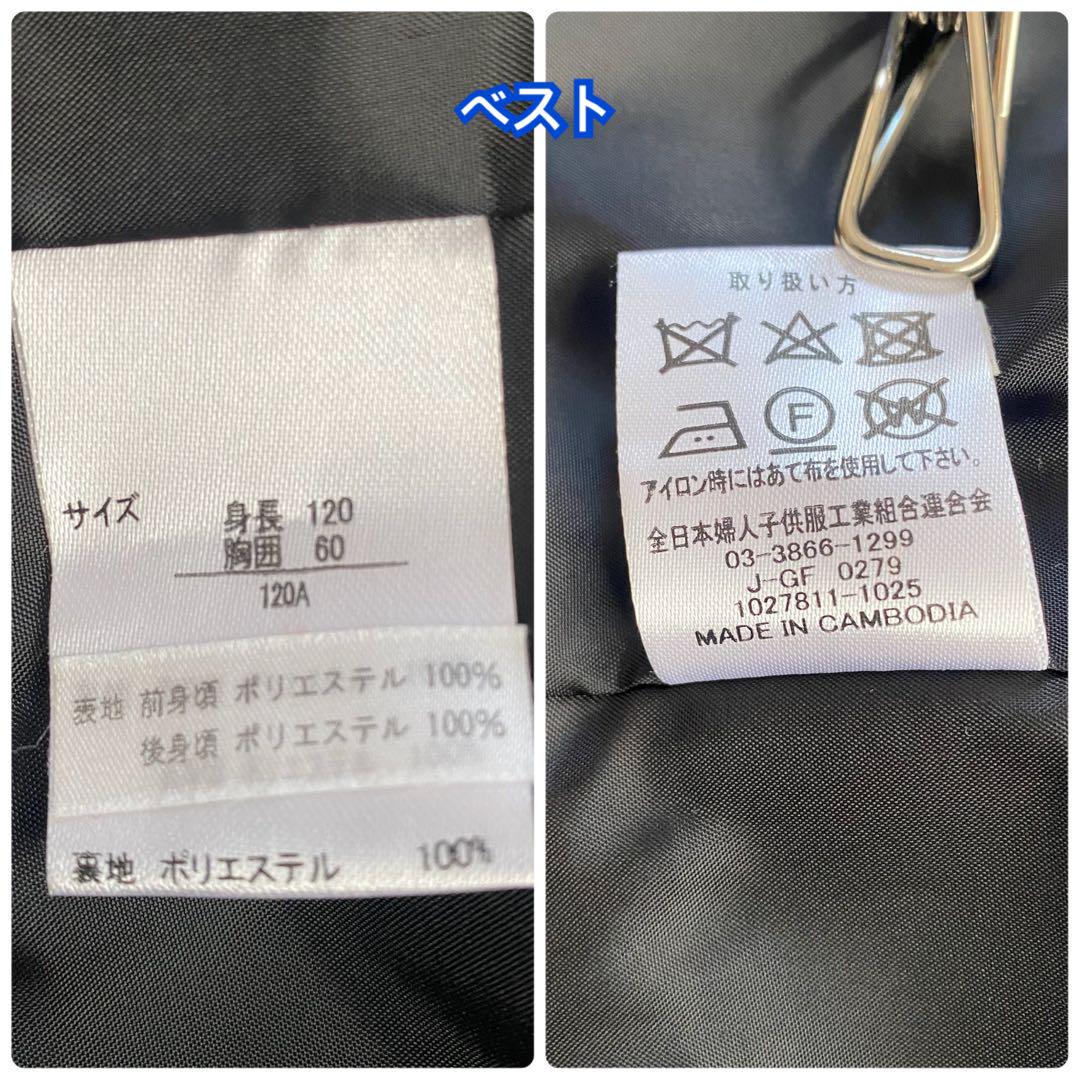 ベスト
サイズ 身長 120
胸囲 60
120A
表地 前身頃 ポリエステル 100%
後身頃 ポリエステル 100%
裏地 ポリエステル 100%
取り扱い方
F
W
アイロン時にはあて布を使用して下さい。
全日本婦人子供服工業組合連合会
03-3866-1299
J-GF 0279
1027811-1025
MADE IN CAMBODIA